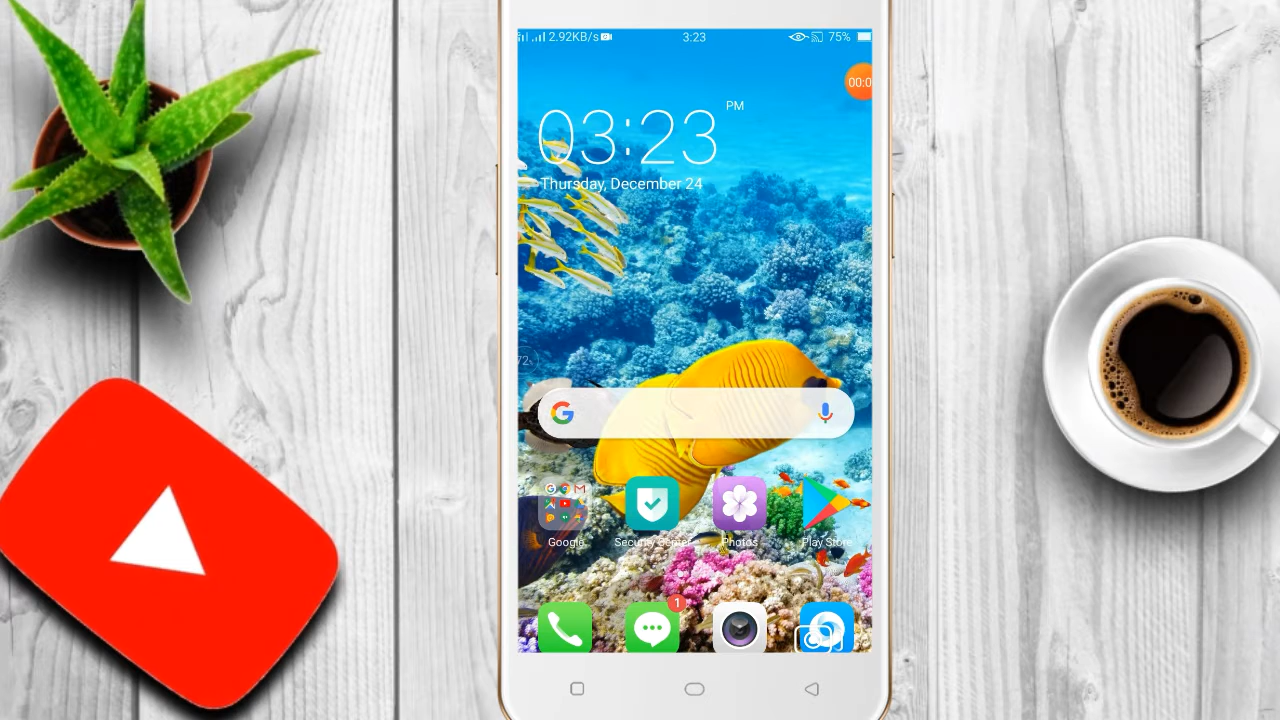 2.92KB/s 3:23 75%
00:0
03:23 PM
Thursday, December 24
72
Google Security Center Photos Play Store
1